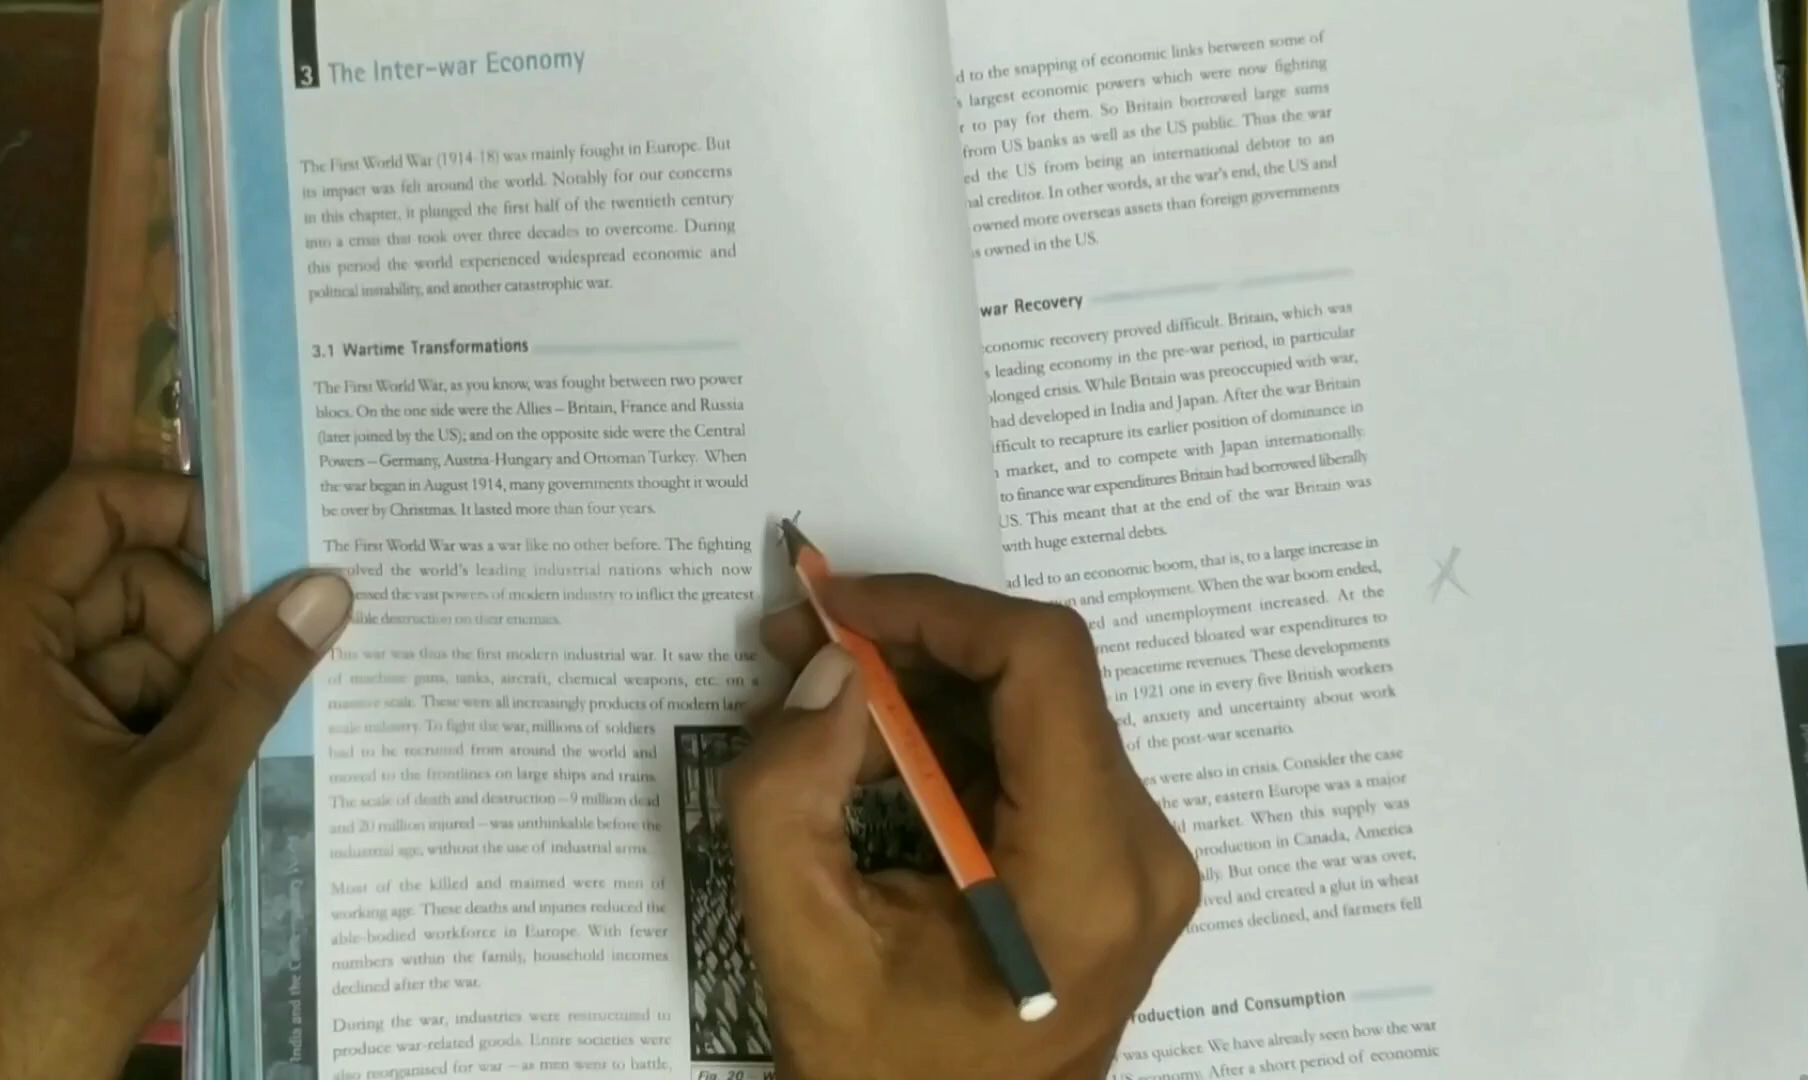 3 The Inter-war Economy
The First World War (1914-18) was mainly fought in Europe. But
its impact was felt around the world. Notably for our concerns
in this chapter, it plunged the first half of the twentieth century
into a crisis that took over three decades to overcome. During
this period the world experienced widespread economic and
political instability, and another catastrophic war.
3.1 Wartime Transformations
The First World War, as you know, was fought between two power
blocs. On the one side were the Allies – Britain, France and Russia
(later joined by the US); and on the opposite side were the Central
Powers – Germany, Austria-Hungary and Ottoman Turkey. When
the war began in August 1914, many governments thought it would
be over by Christmas. It lasted more than four years.
The First World War was a war like no other before. The fighting
olved the world's leading industrial nations which now
essed the vast powers of modern industry to inflict the greatest
ible destruction on their enemies.
This war was thus the first modern industrial war. It saw the use
of machine guns, tanks, aircraft, chemical weapons, etc. on a
massive scale. These were all increasingly products of modern lar
scale industry. To fight the war, millions of soldiers
had to be recruited from around the world and
moved to the frontlines on large ships and trains.
The scale of death and destruction – 9 million dead
and 20 million injured – was unthinkable before the
industrial age, without the use of industrial arms.
Most of the killed and maimed were men of
working age. These deaths and injuries reduced the
able-bodied workforce in Europe. With fewer
numbers within the family, household incomes
declined after the war.
During the war, industries were restructured to
produce war-related goods. Entire societies were
also reorganised for war – as men went to battle,
Fig. 20 – W
India and the Contemporary World
d to the snapping of economic links between some of
's largest economic powers which were now fighting
r to pay for them. So Britain borrowed large sums
from US banks as well as the US public. Thus the war
ed the US from being an international debtor to an
nal creditor. In other words, at the war's end, the US and
owned more overseas assets than foreign governments
s owned in the US.
war Recovery
conomic recovery proved difficult. Britain, which was
s leading economy in the pre-war period, in particular
olonged crisis. While Britain was preoccupied with war,
had developed in India and Japan. After the war Britain
fficult to recapture its earlier position of dominance in
n market, and to compete with Japan internationally.
to finance war expenditures Britain had borrowed liberally
US. This meant that at the end of the war Britain was
with huge external debts.
ad led to an economic boom, that is, to a large increase in
on and employment. When the war boom ended,
ed and unemployment increased. At the
ment reduced bloated war expenditures to
h peacetime revenues. These developments
in 1921 one in every five British workers
ed, anxiety and uncertainty about work
of the post-war scenario.
es were also in crisis. Consider the case
he war, eastern Europe was a major
ld market. When this supply was
production in Canada, America
ally. But once the war was over,
ived and created a glut in wheat
incomes declined, and farmers fell
roduction and Consumption
was quicker. We have already seen how the war
US economy. After a short period of economic